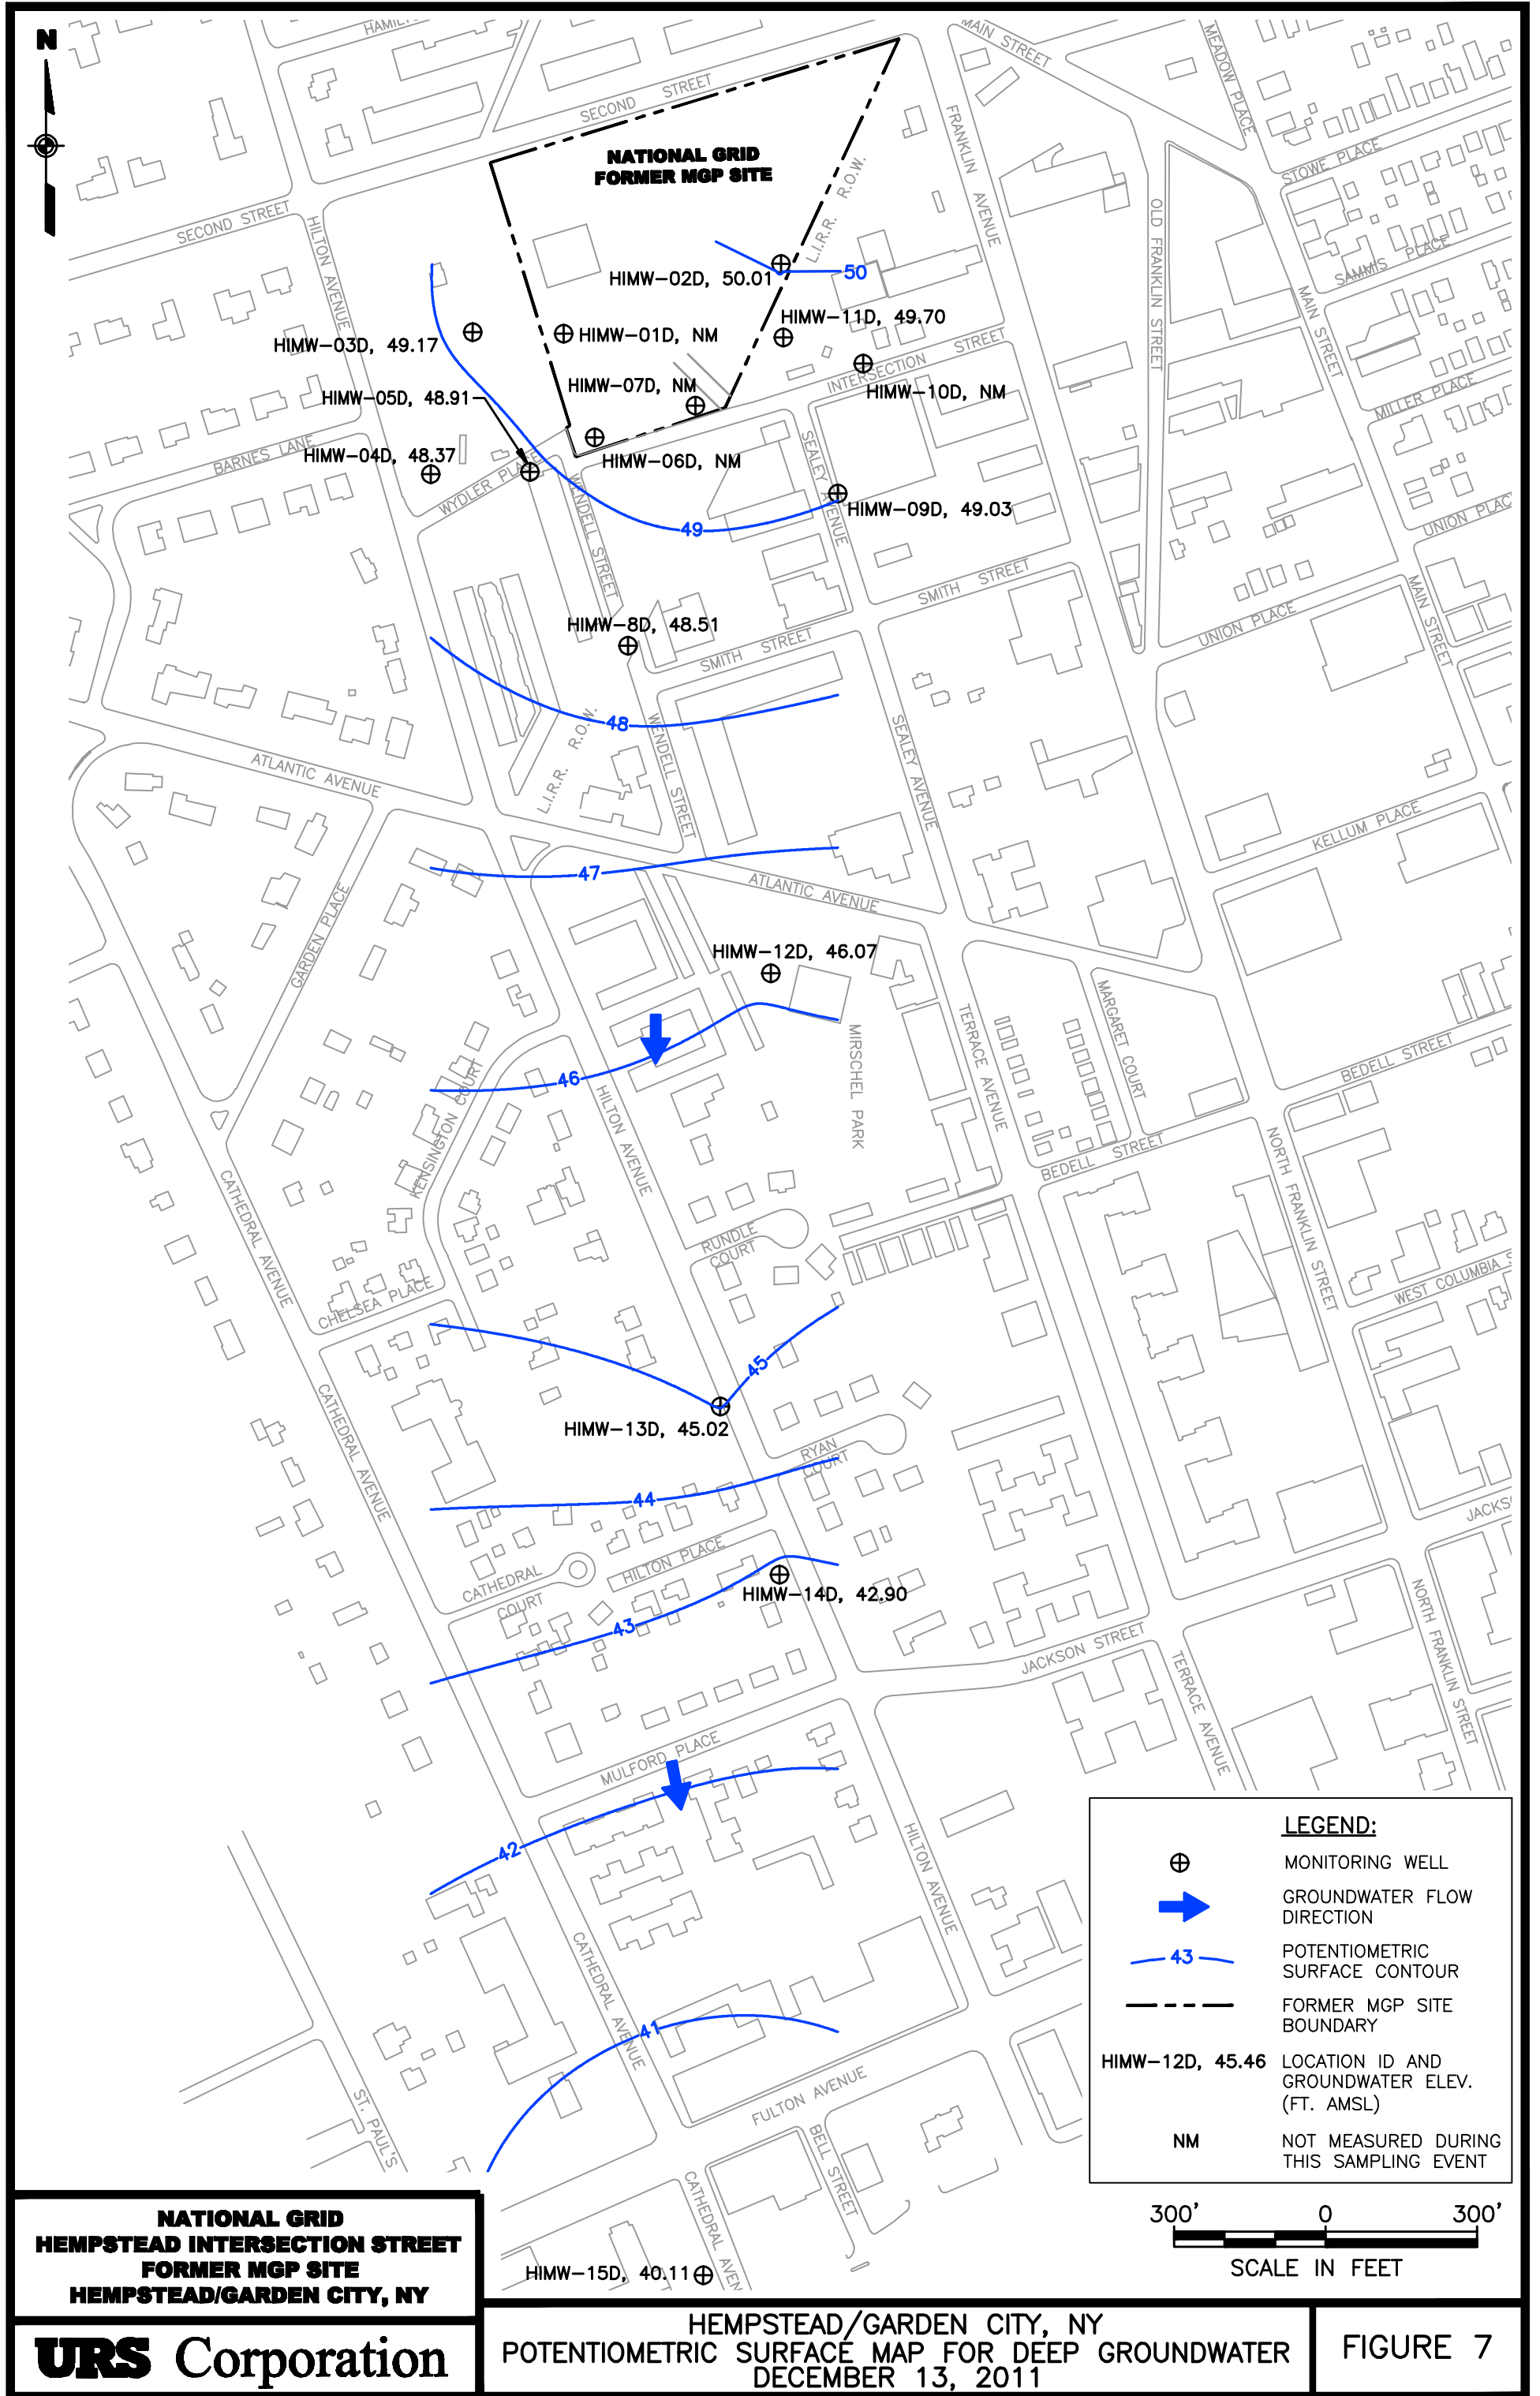 N
HAMIL
MAIN STREET
MEADOW PLACE
SECOND STREET
NATIONAL GRID
FORMER MGP SITE
FRANKLIN AVENUE
STOWE PLACE
L.I.R.R. R.O.W.
OLD FRANKLIN STREET
SECOND STREET
HILTON AVENUE
SAMMIS PLACE
HIMW-02D, 50.01
50
MAIN STREET
HIMW-11D, 49.70
HIMW-03D, 49.17
HIMW-01D, NM
INTERSECTION STREET
HIMW-07D, NM
HIMW-10D, NM
HIMW-05D, 48.91
MILLER PLACE
BARNES LANE
HIMW-04D, 48.37
HIMW-06D, NM
SEALEY AVENUE
WYDLER PLACE
WENDELL STREET
HIMW-09D, 49.03
49
UNION PLAC
SMITH STREET
MAIN STREET
HIMW-8D, 48.51
UNION PLACE
SMITH STREET
48
L.I.R.R. R.O.W.
WENDELL STREET
SEALEY AVENUE
ATLANTIC AVENUE
KELLUM PLACE
47
ATLANTIC AVENUE
GARDEN PLACE
HIMW-12D, 46.07
MARGARET COURT
TERRACE AVENUE
MIRSCHEL PARK
BEDELL STREET
46
KENSINGTON COURT
HILTON AVENUE
BEDELL STREET
NORTH FRANKLIN STREET
CATHEDRAL AVENUE
RUNDLE
COURT
WEST COLUMBIA S
CHELSEA PLACE
45
CATHEDRAL AVENUE
HIMW-13D, 45.02
RYAN
COURT
44
JACKS
HILTON PLACE
CATHEDRAL
COURT
HIMW-14D, 42.90
43
NORTH FRANKLIN STREET
JACKSON STREET
TERRACE AVENUE
MULFORD PLACE
42
HILTON AVENUE
CATHEDRAL AVENUE
41
FULTON AVENUE
ST. PAUL'S
BELL STREET
CATHEDRAL AVEN
HIMW-15D, 40.11
LEGEND:
MONITORING WELL
GROUNDWATER FLOW
DIRECTION
43
POTENTIOMETRIC
SURFACE CONTOUR
FORMER MGP SITE
BOUNDARY
HIMW-12D, 45.46
LOCATION ID AND
GROUNDWATER ELEV.
(FT. AMSL)
NM
NOT MEASURED DURING
THIS SAMPLING EVENT
300' 0 300'
SCALE IN FEET
NATIONAL GRID
HEMPSTEAD INTERSECTION STREET
FORMER MGP SITE
HEMPSTEAD/GARDEN CITY, NY
URS Corporation
HEMPSTEAD/GARDEN CITY, NY
POTENTIOMETRIC SURFACE MAP FOR DEEP GROUNDWATER
DECEMBER 13, 2011
FIGURE 7